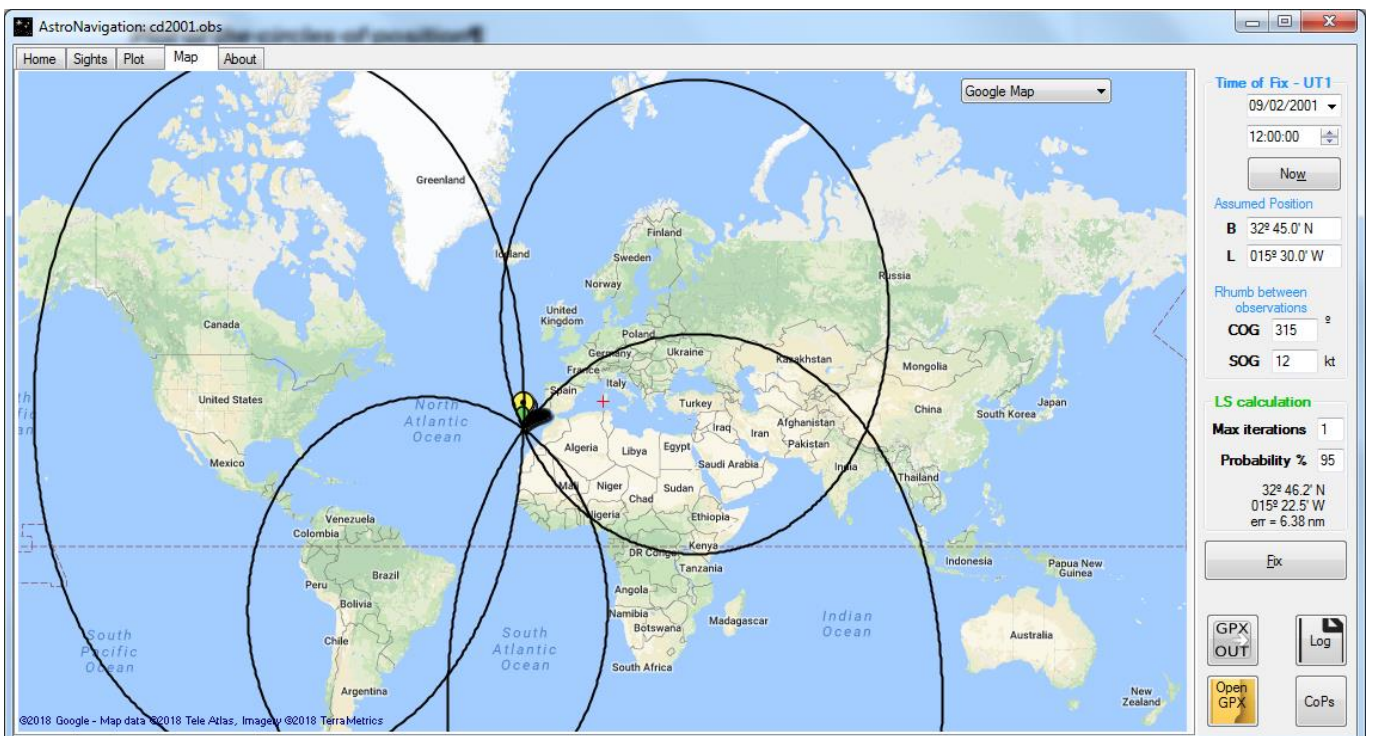 AstroNavigation: cd2001.obs
Home Sights Plot Map About
Google Map
Greenland
Iceland
Finland
Sweden
Norway
Russia
United
Kingdom
Canada
Poland
Germany
Ukraine
Kazakhstan
Mongolia
France
Spain
Italy
Turkey
United States
North
Atlantic
Ocean
China
South Korea
Japan
Afghanistan
Iraq
Iran
Pakistan
Algeria
Libya
Egypt
Saudi Arabia
India
Mexico
Mali
Niger
Chad
Sudan
Thailand
Nigeria
Ethiopia
Venezuela
Colombia
DR Congo
Kenya
Tanzania
Indonesia
Papua New
Guinea
Peru
Brazil
Bolivia
Angola
Namibia
Botswana
Madagascar
Indian
Ocean
Australia
Chile
South
Pacific
Ocean
South
Atlantic
Ocean
South Africa
Argentina
New
Zealand
©2018 Google - Map data ©2018 Tele Atlas, Imagery ©2018 TerraMetrics
Time of Fix - UT1
09/02/2001
12:00:00
Now
Assumed Position
B 32º 45.0' N
L 015º 30.0' W
Rhumb between
observations
COG 315 º
SOG 12 kt
LS calculation
Max iterations 1
Probability % 95
32º 46.2' N
015º 22.5' W
err = 6.38 nm
Fix
GPX
OUT
Log
Open
GPX
CoPs